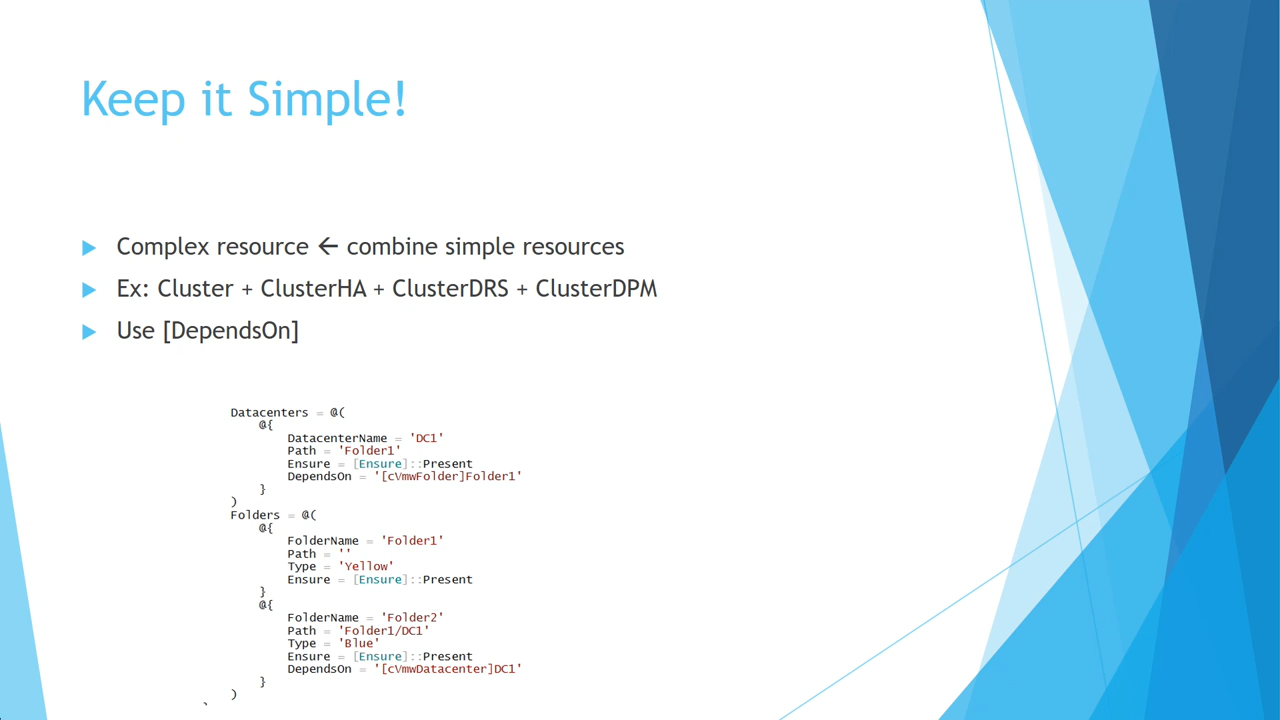 Keep it Simple!
Complex resource ← combine simple resources
Ex: Cluster + ClusterHA + ClusterDRS + ClusterDPM
Use [DependsOn]
Datacenters = @(
@{
DatacenterName = 'DC1'
Path = 'Folder1'
Ensure = [Ensure]::Present
DependsOn = '[cVmwFolder]Folder1'
}
)
Folders = @(
@{
FolderName = 'Folder1'
Path = ''
Type = 'Yellow'
Ensure = [Ensure]::Present
}
@{
FolderName = 'Folder2'
Path = 'Folder1/DC1'
Type = 'Blue'
Ensure = [Ensure]::Present
DependsOn = '[cVmwDatacenter]DC1'
}
)